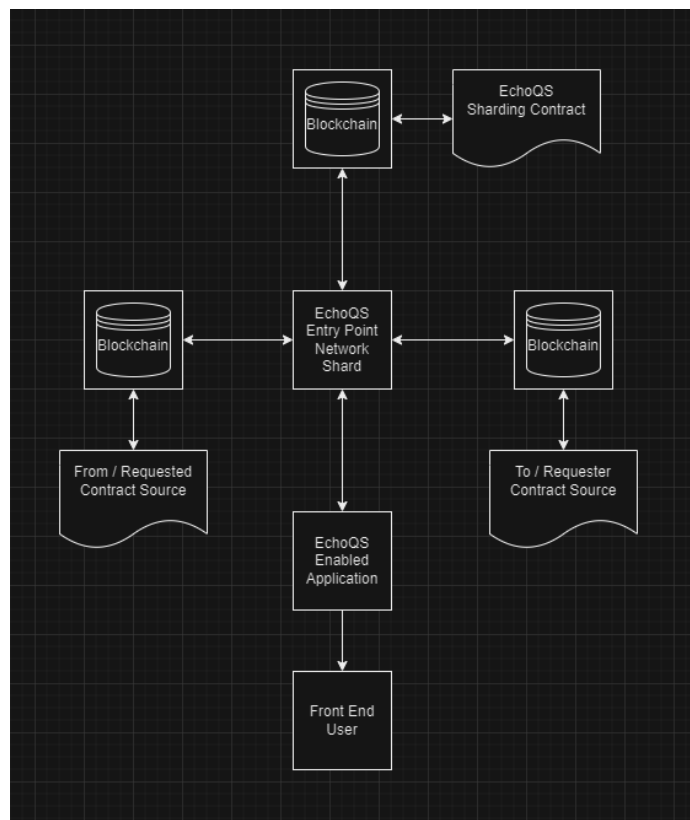 Blockchain
EchoQS
Sharding Contract
Blockchain
EchoQS
Entry Point
Network
Shard
Blockchain
From / Requested
Contract Source
To / Requester
Contract Source
EchoQS
Enabled
Application
Front End
User